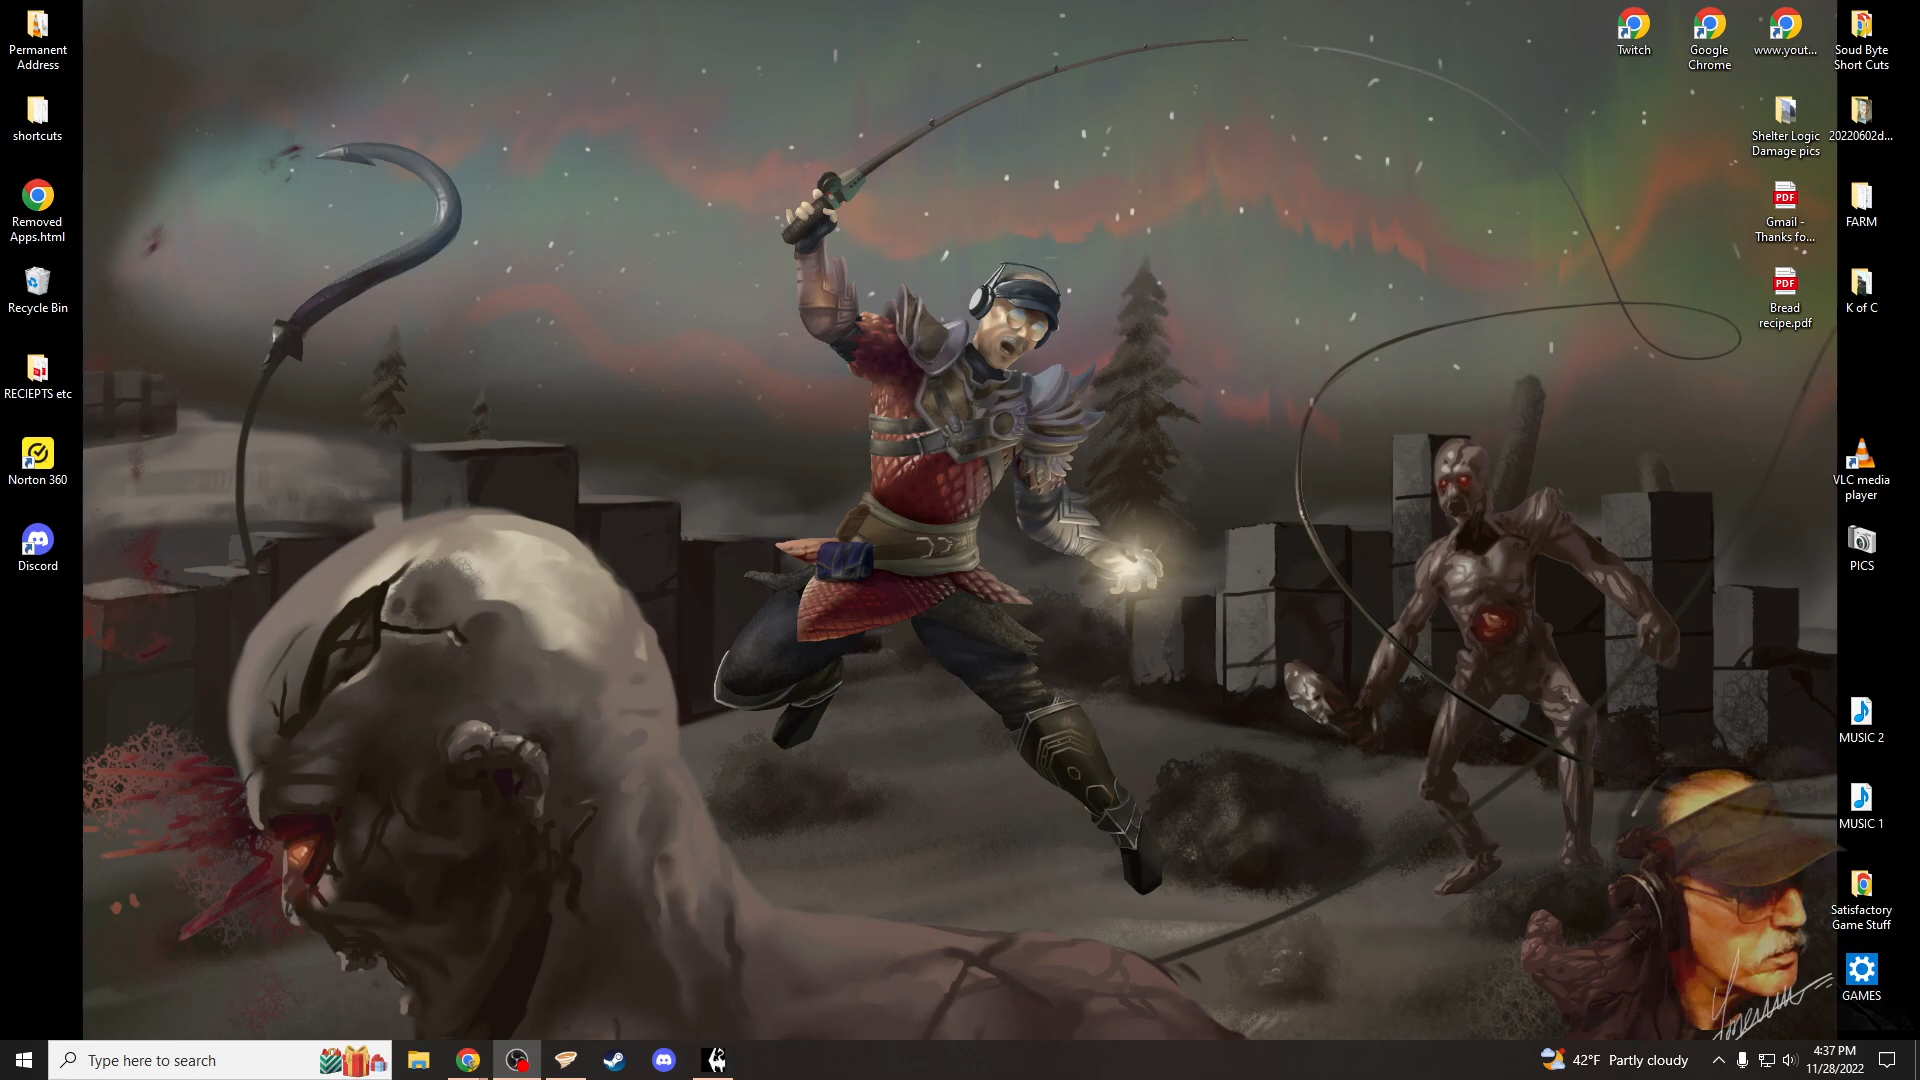 Permanent
Address
shortcuts
Removed
Apps.html
Recycle Bin
RECIEPTS etc
Norton 360
Discord
Twitch
Google
Chrome
www.yout...
Soud Byte
Short Cuts
Shelter Logic
Damage pics
20220602d...
PDF
Gmail -
Thanks fo...
FARM
PDF
Bread
recipe.pdf
K of C
VLC media
player
PICS
MUSIC 2
MUSIC 1
Satisfactory
Game Stuff
GAMES
Type here to search
42°F Partly cloudy
4:37 PM
11/28/2022